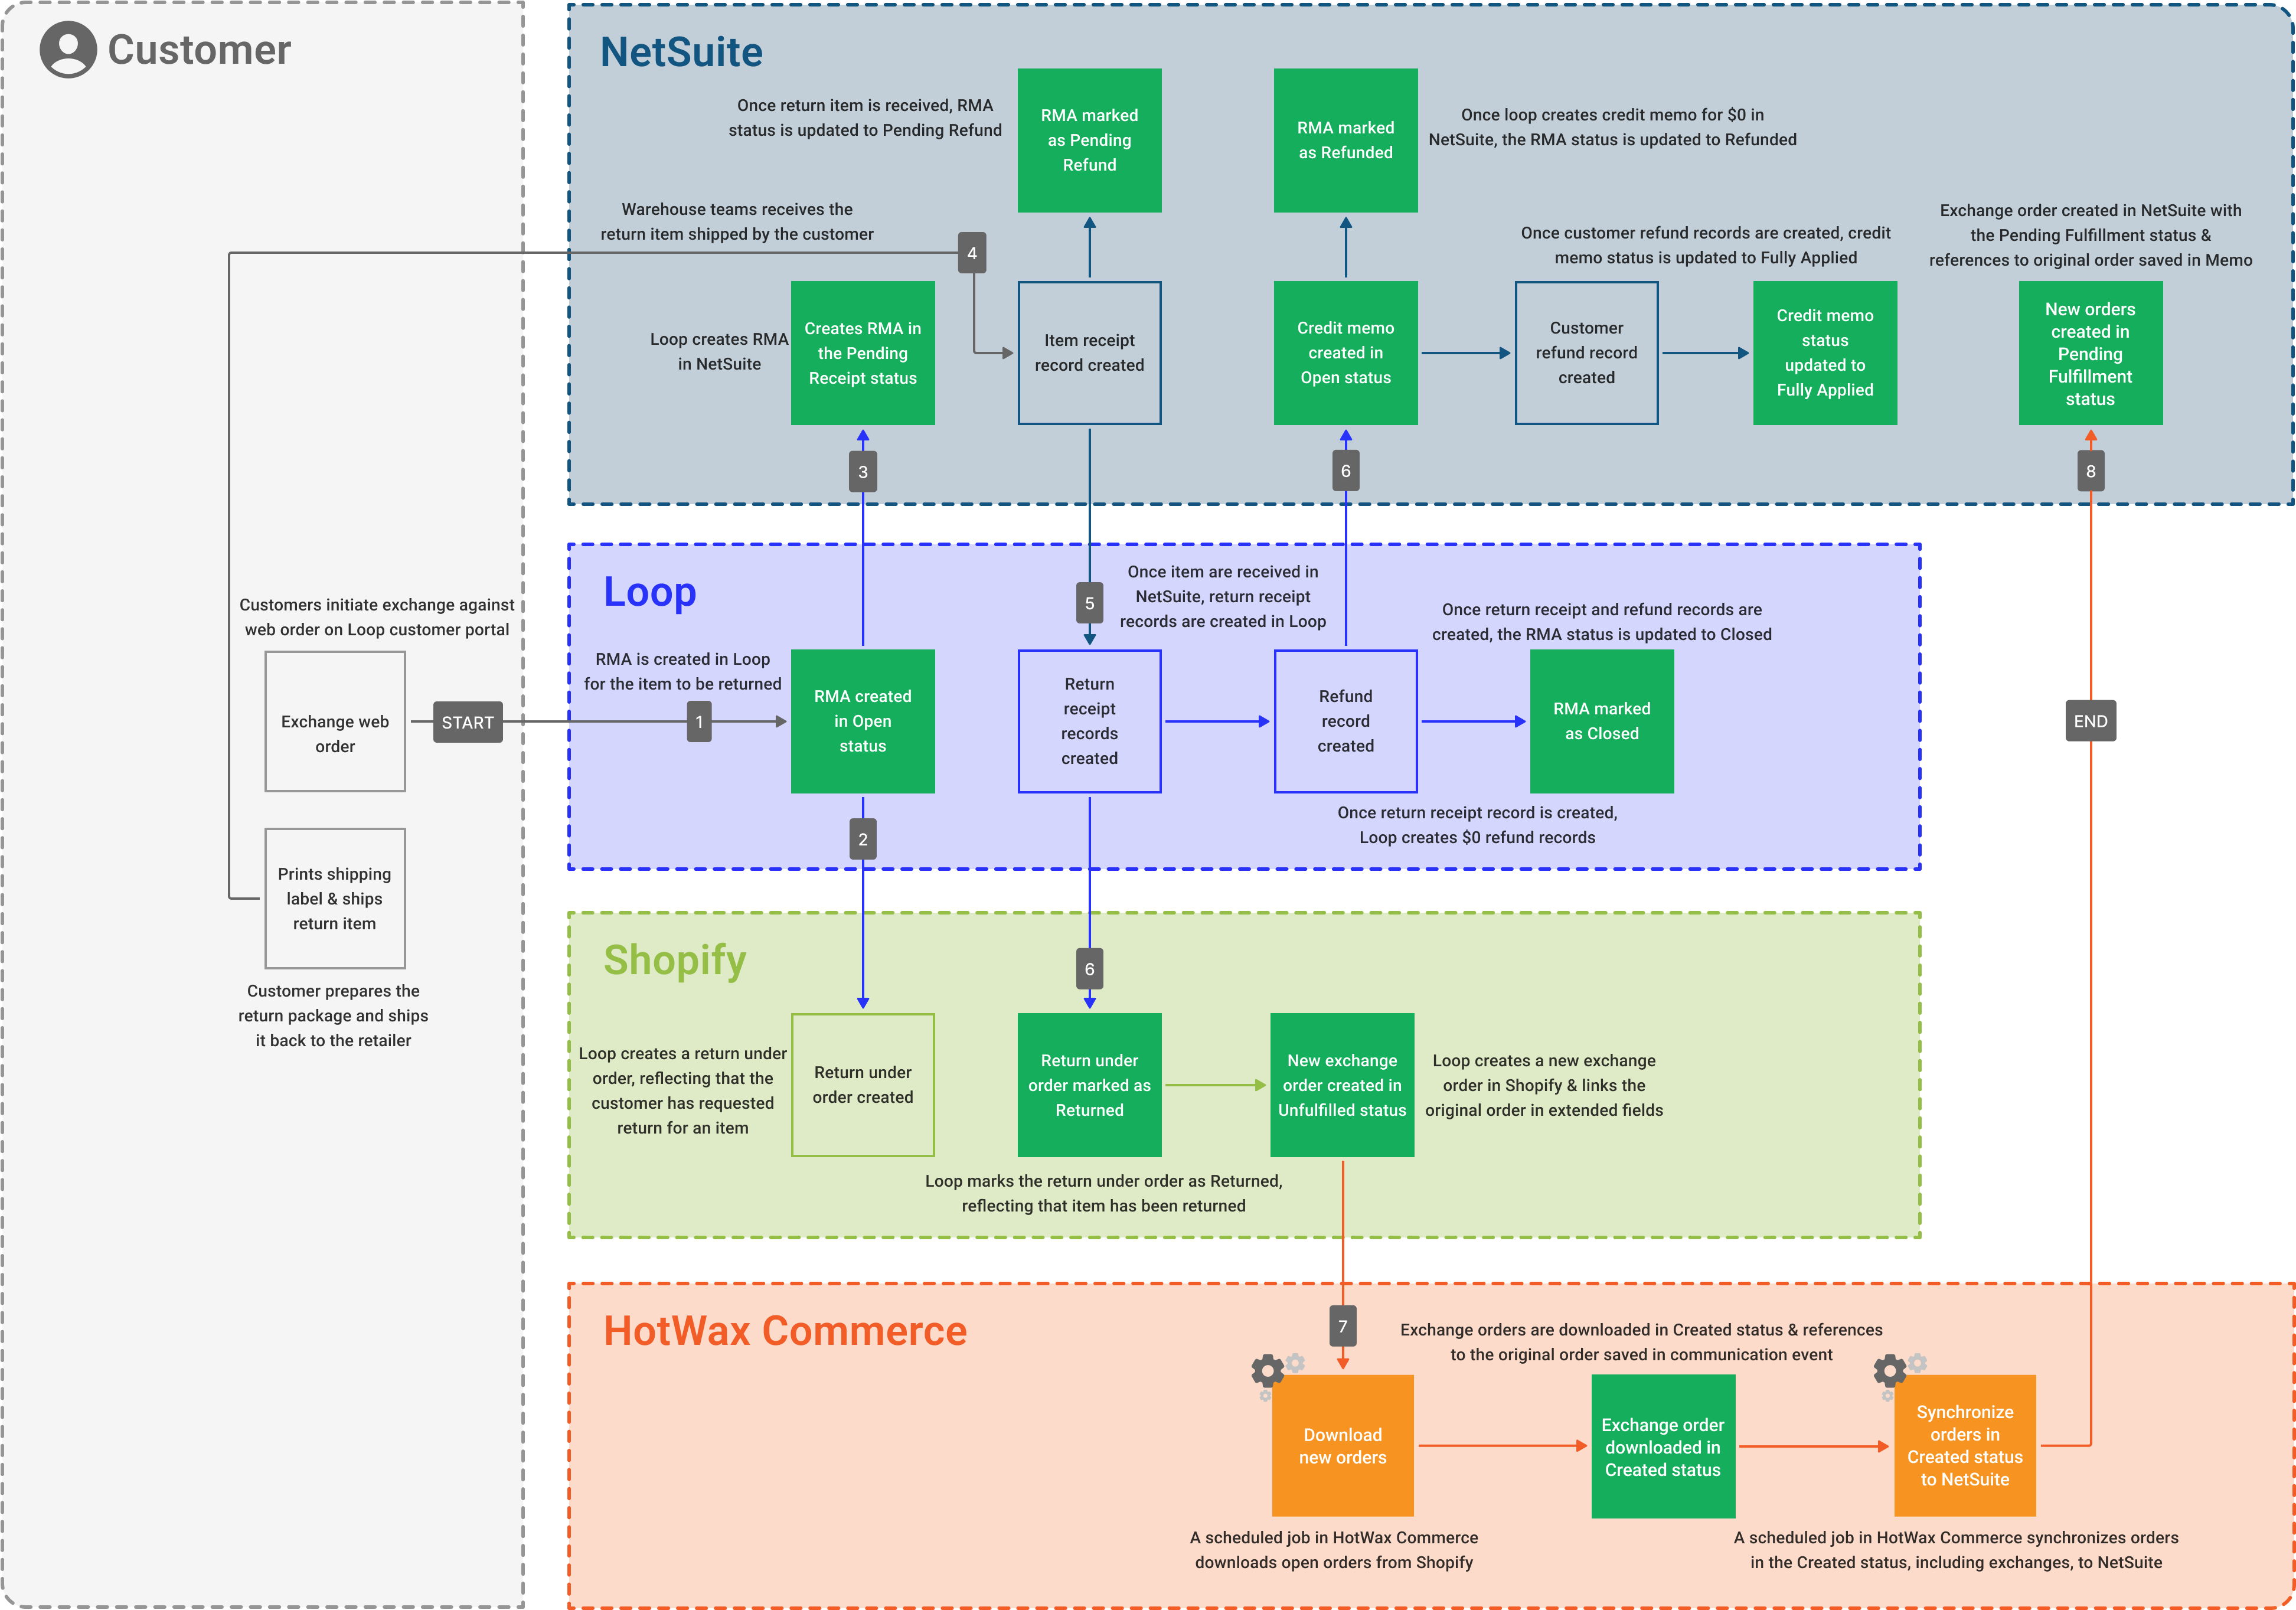 Customer
Customers initiate exchange against
web order on Loop customer portal
Exchange web
order
START
Prints shipping
label & ships
return item
Customer prepares the
return package and ships
it back to the retailer
NetSuite
Once return item is received, RMA
status is updated to Pending Refund
RMA marked
as Pending
Refund
RMA marked
as Refunded
Once loop creates credit memo for $0 in
NetSuite, the RMA status is updated to Refunded
Warehouse teams receives the
return item shipped by the customer
4
Loop creates RMA
in NetSuite
Creates RMA in
the Pending
Receipt status
Item receipt
record created
Credit memo
created in
Open status
Once customer refund records are created, credit
memo status is updated to Fully Applied
Customer
refund record
created
Credit memo
status
updated to
Fully Applied
Exchange order created in NetSuite with
the Pending Fulfillment status &
references to original order saved in Memo
New orders
created in
Pending
Fulfillment
status
3
6
8
Loop
RMA is created in Loop
for the item to be returned
1
RMA created
in Open
status
5
Once item are received in
NetSuite, return receipt
records are created in Loop
Return
receipt
records
created
Refund
record
created
Once return receipt and refund records are
created, the RMA status is updated to Closed
RMA marked
as Closed
Once return receipt record is created,
Loop creates $0 refund records
END
2
Shopify
6
Loop creates a return under
order, reflecting that the
customer has requested
return for an item
Return under
order created
Return under
order marked as
Returned
New exchange
order created in
Unfulfilled status
Loop creates a new exchange
order in Shopify & links the
original order in extended fields
Loop marks the return under order as Returned,
reflecting that item has been returned
HotWax Commerce
7
Exchange orders are downloaded in Created status & references
to the original order saved in communication event
Download
new orders
Exchange order
downloaded in
Created status
Synchronize
orders in
Created status
to NetSuite
A scheduled job in HotWax Commerce
downloads open orders from Shopify
A scheduled job in HotWax Commerce synchronizes orders
in the Created status, including exchanges, to NetSuite